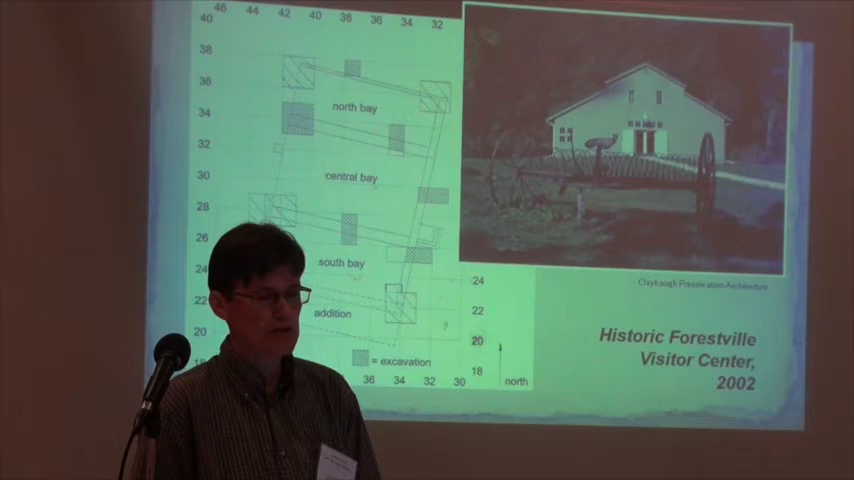 46 44 42 40 38 36 34 32
40
38
36
34
32
30
28
26
24
22
20
18
north bay
central bay
south bay
addition
= excavation
36 34 32 30
24
22
20
18
north
Claybaugh Preservation Architecture
Historic Forestville
Visitor Center,
2002